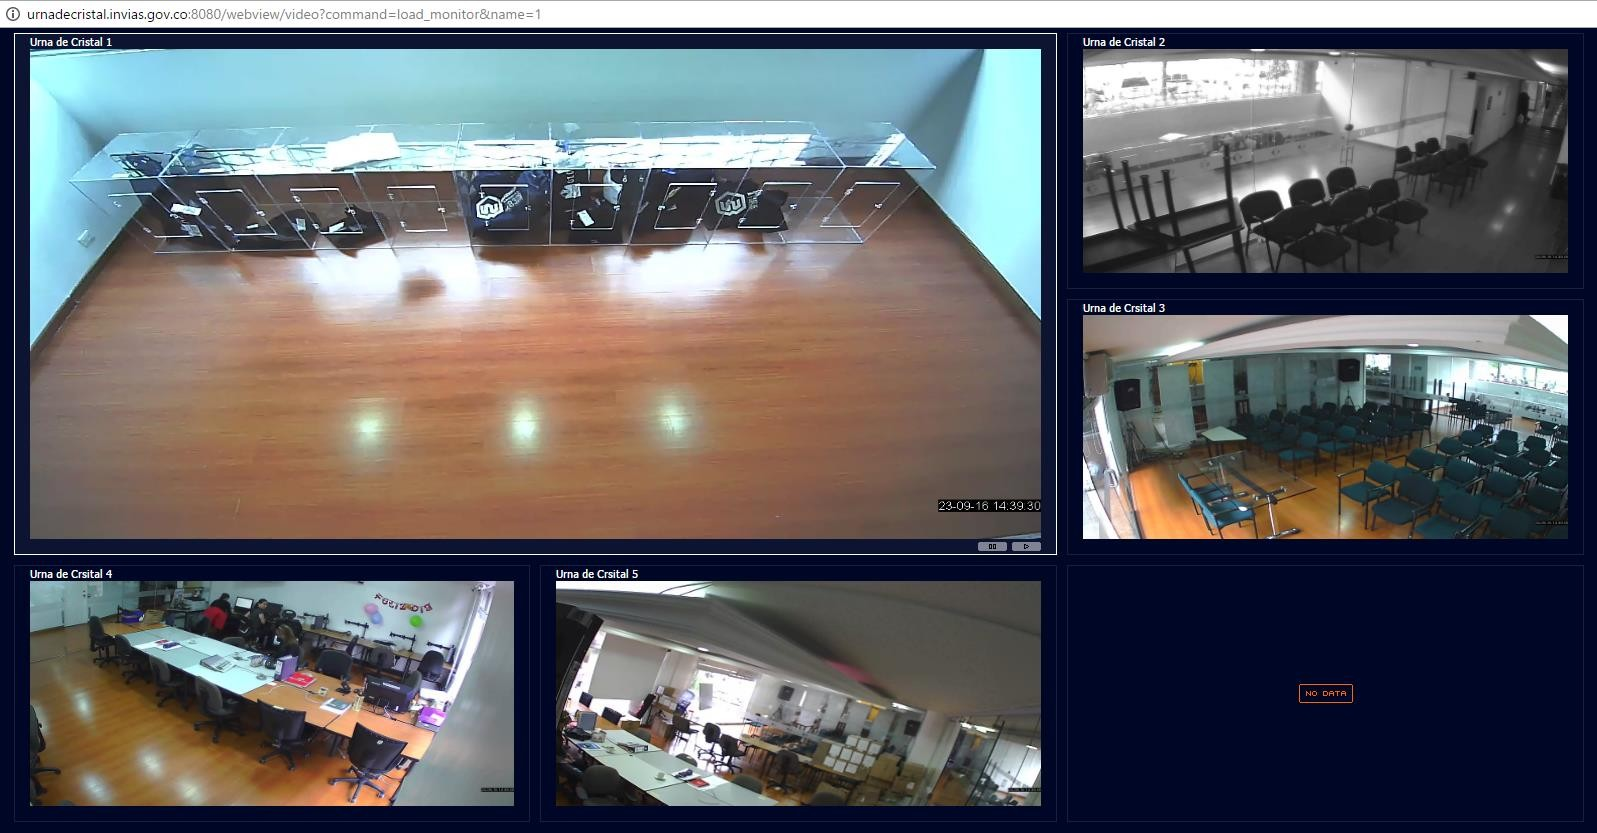 urnadecristal.invias.gov.co:8080/webview/video?command=load_monitor&name=1
Urna de Cristal 1
Urna de Cristal 2
23-09-16 14:39:30
Urna de Crsital 3
Urna de Crsital 4
FELIZ DIA
Urna de Crsital 5
NO DATA